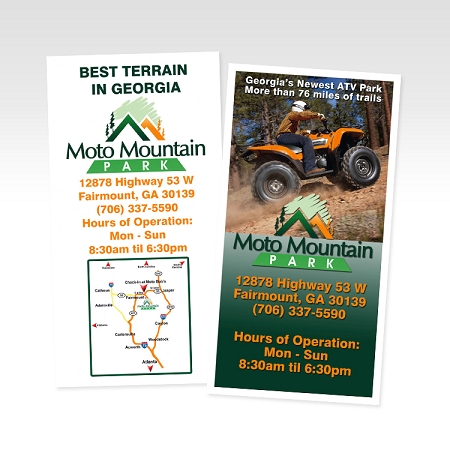 BEST TERRAIN
IN GEORGIA
Moto Mountain
PARK
12878 Highway 53 W
Fairmount, GA 30139
(706) 337-5590
Hours of Operation:
Mon - Sun
8:30am til 6:30pm
Calhoun
Fairmount
Jasper
Adairsville
Canton
Cartersville
Woodstock
Acworth
Atlanta
Georgia's Newest ATV Park
More than 76 miles of trails
Moto Mountain
PARK
12878 Highway 53 W
Fairmount, GA 30139
(706) 337-5590
Hours of Operation:
Mon - Sun
8:30am til 6:30pm